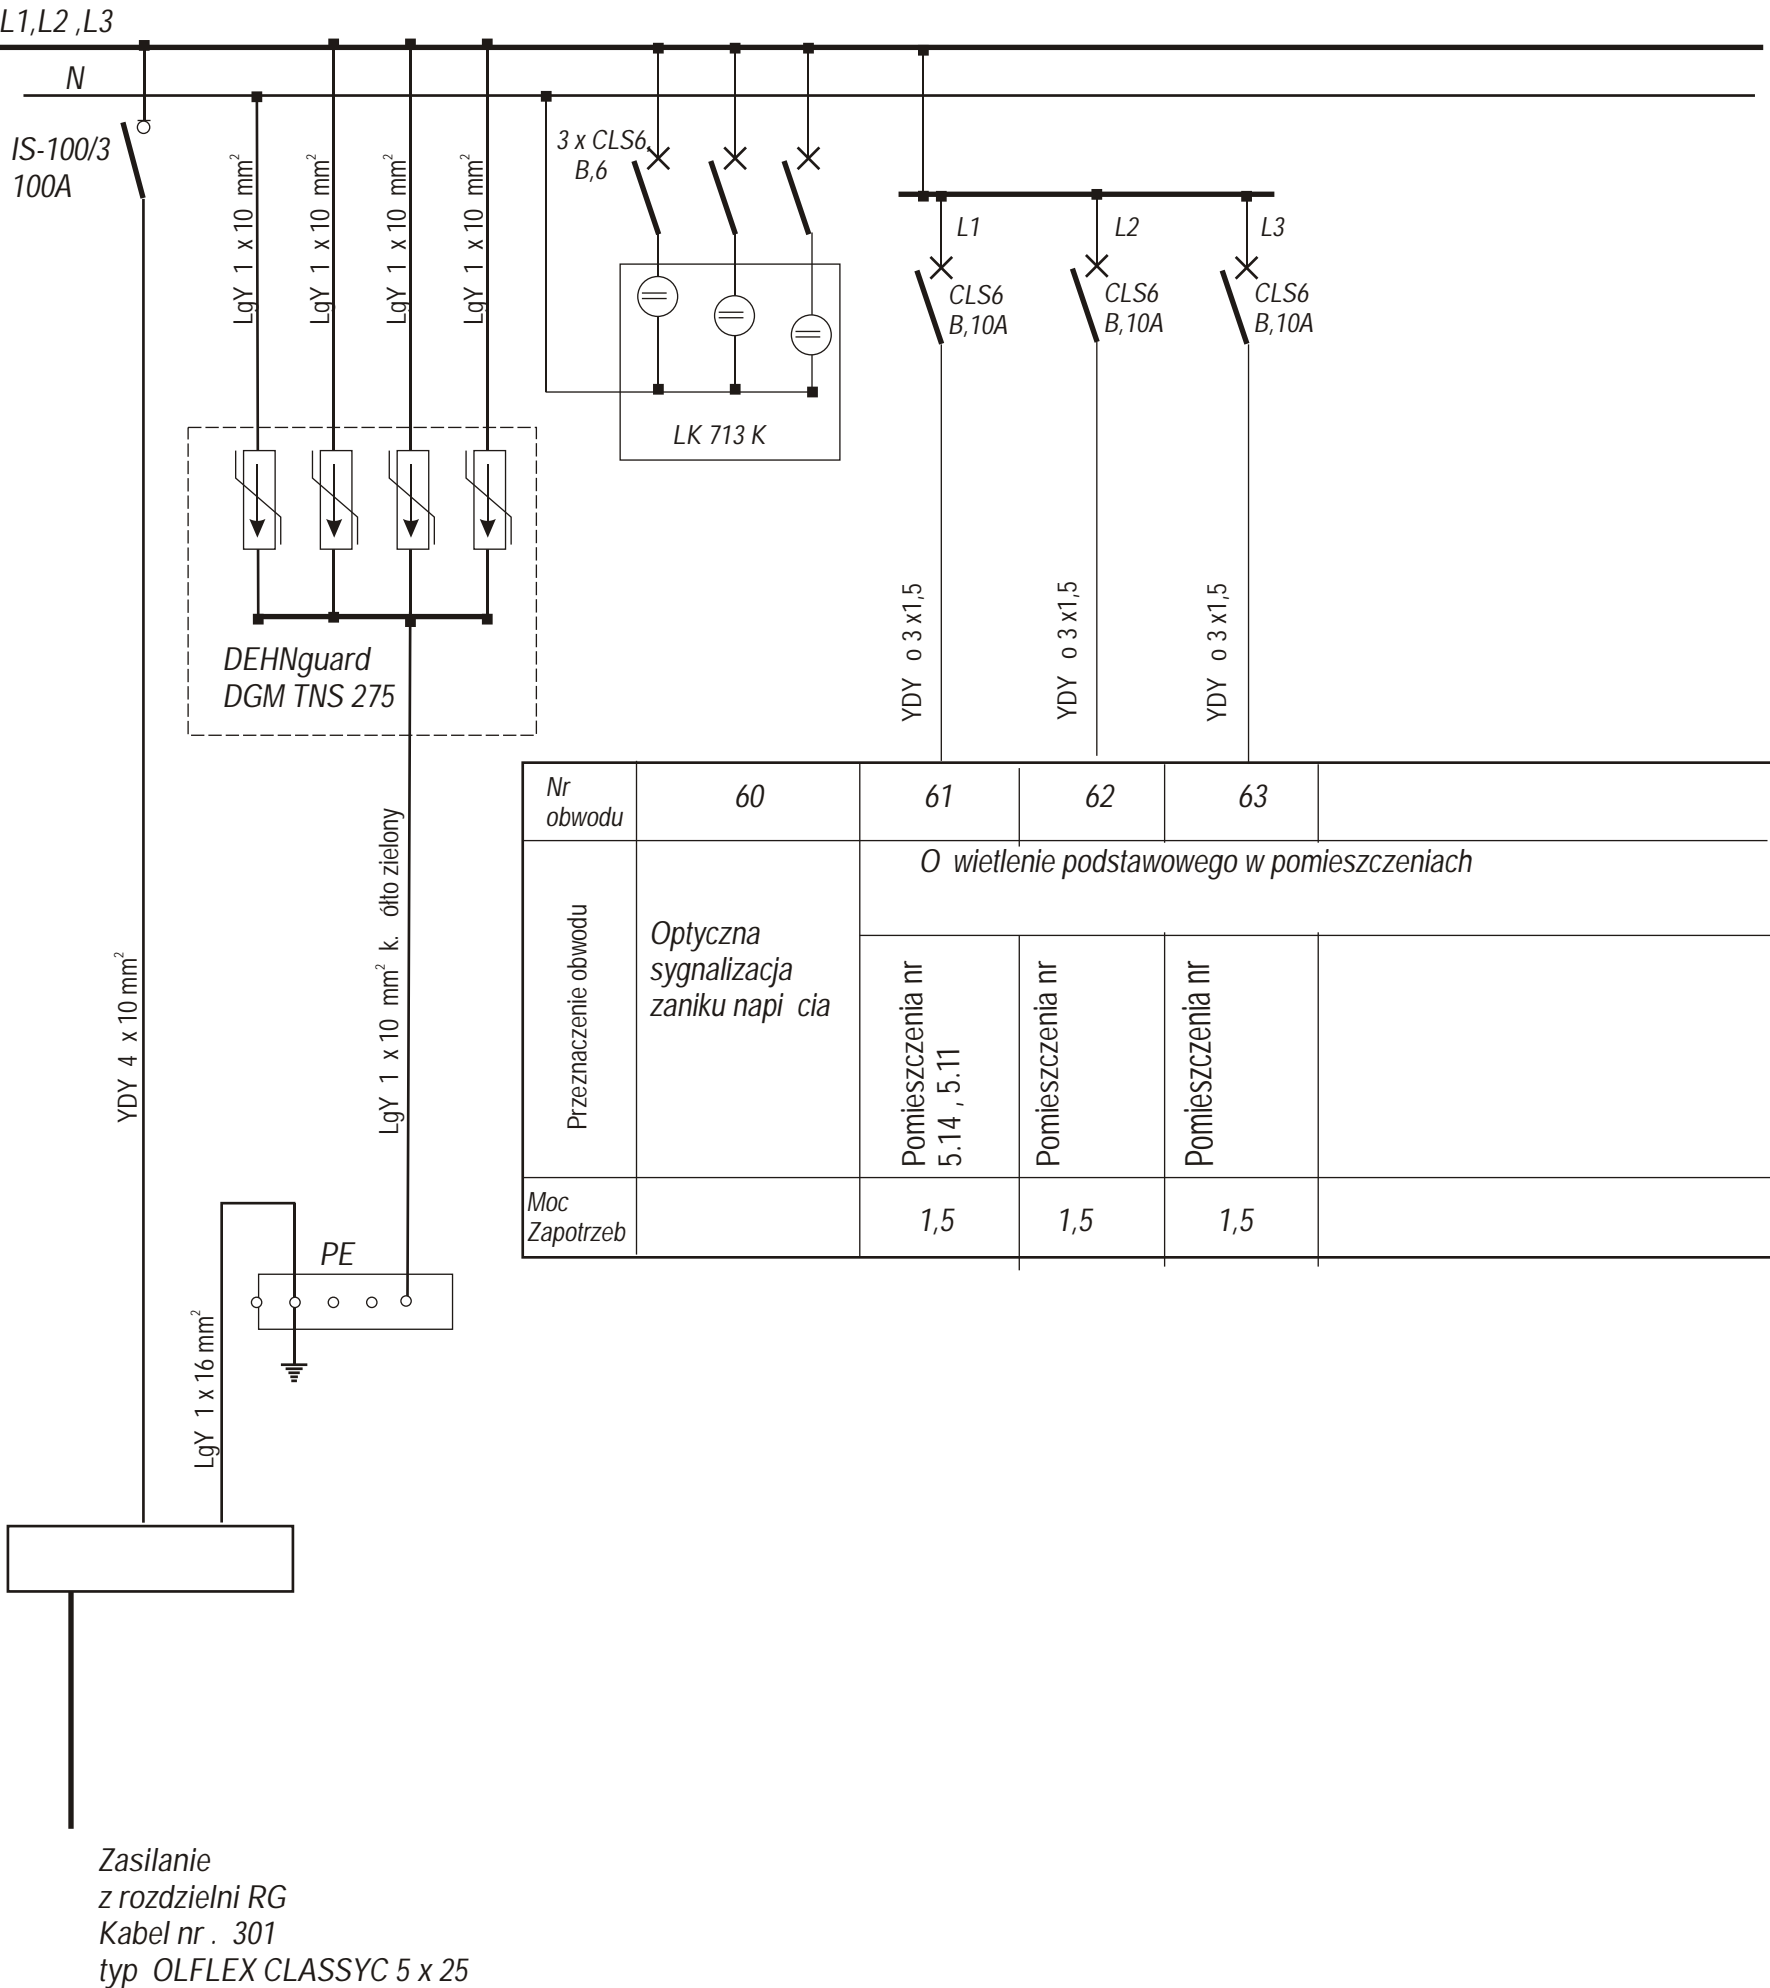 L1,L2 ,L3
N
IS-100/3
100A
LgY 1 x 10 mm²
LgY 1 x 10 mm²
LgY 1 x 10 mm²
LgY 1 x 10 mm²
3 x CLS6,
B,6
L1
L2
L3
CLS6
B,10A
CLS6
B,10A
CLS6
B,10A
LK 713 K
DEHNguard
DGM TNS 275
YDY o 3 x1,5
YDY o 3 x1,5
YDY o 3 x1,5
YDY 4 x 10 mm²
LgY 1 x 10 mm² k. ółto zielony
Nr
obwodu
60
61
62
63
Przeznaczenie obwodu
Optyczna
sygnalizacja
zaniku napi cia
O wietlenie podstawowego w pomieszczeniach
Pomieszczenia nr
5.14 , 5.11
Pomieszczenia nr
Pomieszczenia nr
Moc
Zapotrzeb
1,5
1,5
1,5
PE
LgY 1 x 16 mm²
Zasilanie
z rozdzielni RG
Kabel nr . 301
typ OLFLEX CLASSYC 5 x 25